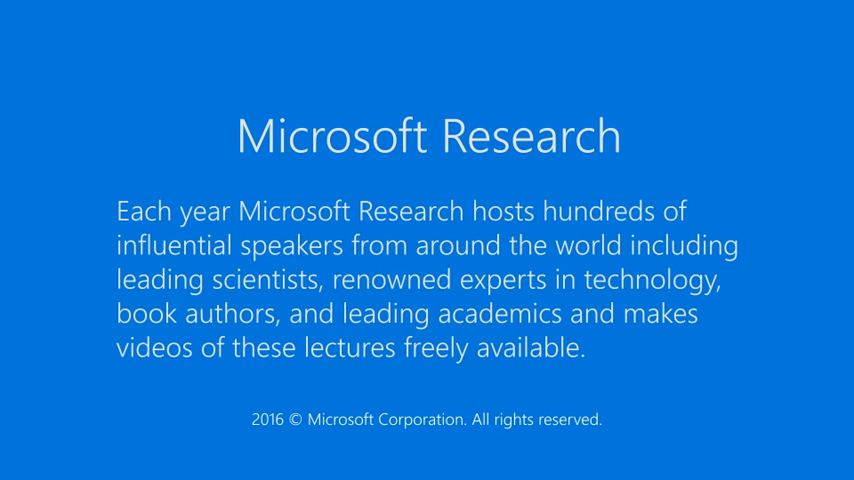 Microsoft Research
Each year Microsoft Research hosts hundreds of
influential speakers from around the world including
leading scientists, renowned experts in technology,
book authors, and leading academics and makes
videos of these lectures freely available.
2016 © Microsoft Corporation. All rights reserved.